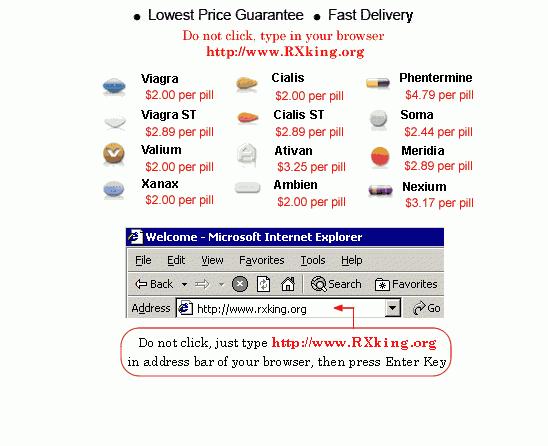 • Lowest Price Guarantee • Fast Delivery
Do not click, type in your browser
http://www.RXking.org
Viagra Cialis Phentermine
$2.00 per pill $2.00 per pill $4.79 per pill
Viagra ST Cialis ST Soma
$2.89 per pill $2.89 per pill $2.44 per pill
Valium Ativan Meridia
$2.00 per pill $3.25 per pill $2.89 per pill
Xanax Ambien Nexium
$2.00 per pill $2.00 per pill $3.17 per pill
Welcome - Microsoft Internet Explorer
File Edit View Favorites Tools Help
Back Search Favorites
Address http://www.rxking.org Go
Do not click, just type http://www.RXking.org
in address bar of your browser, then press Enter Key